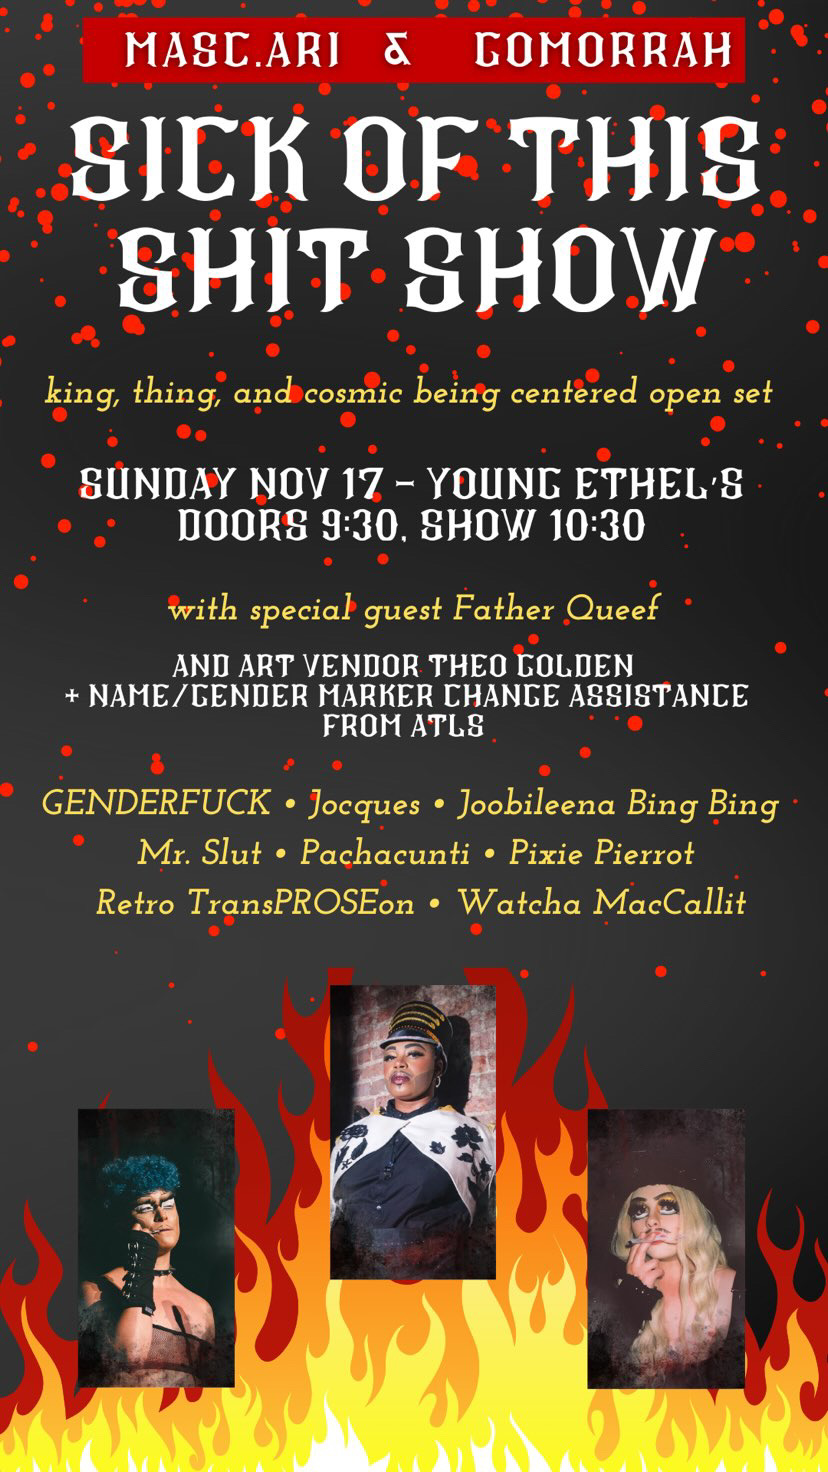 MASC.ARI & GOMORRAH
SICK OF THIS
SHIT SHOW
king, thing, and cosmic being centered open set
SUNDAY NOV 17 - YOUNG ETHEL'S
DOORS 9:30, SHOW 10:30
with special guest Father Queef
AND ART VENDOR THEO GOLDEN
+ NAME/GENDER MARKER CHANGE ASSISTANCE
FROM ATLS
GENDERFUCK • Jocques • Joobileena Bing Bing
Mr. Slut • Pachacunti • Pixie Pierrot
Retro TransPROSEon • Watcha MacCallit